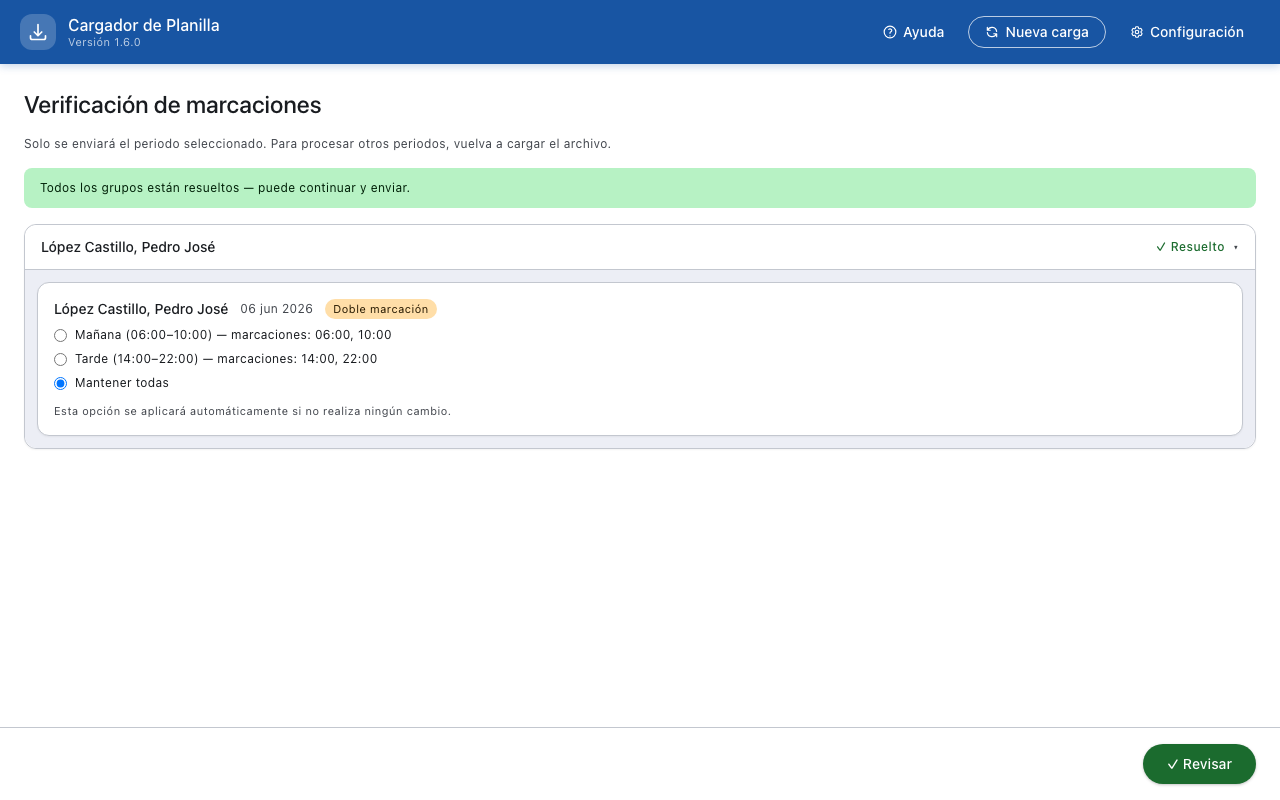 Cargador de Planilla
Versión 1.6.0
Ayuda
Nueva carga
Configuración
Verificación de marcaciones
Solo se enviará el periodo seleccionado. Para procesar otros periodos, vuelva a cargar el archivo.
Todos los grupos están resueltos — puede continuar y enviar.
López Castillo, Pedro José
✓ Resuelto
López Castillo, Pedro José 06 jun 2026 Doble marcación
Mañana (06:00–10:00) — marcaciones: 06:00, 10:00
Tarde (14:00–22:00) — marcaciones: 14:00, 22:00
Mantener todas
Esta opción se aplicará automáticamente si no realiza ningún cambio.
✓ Revisar